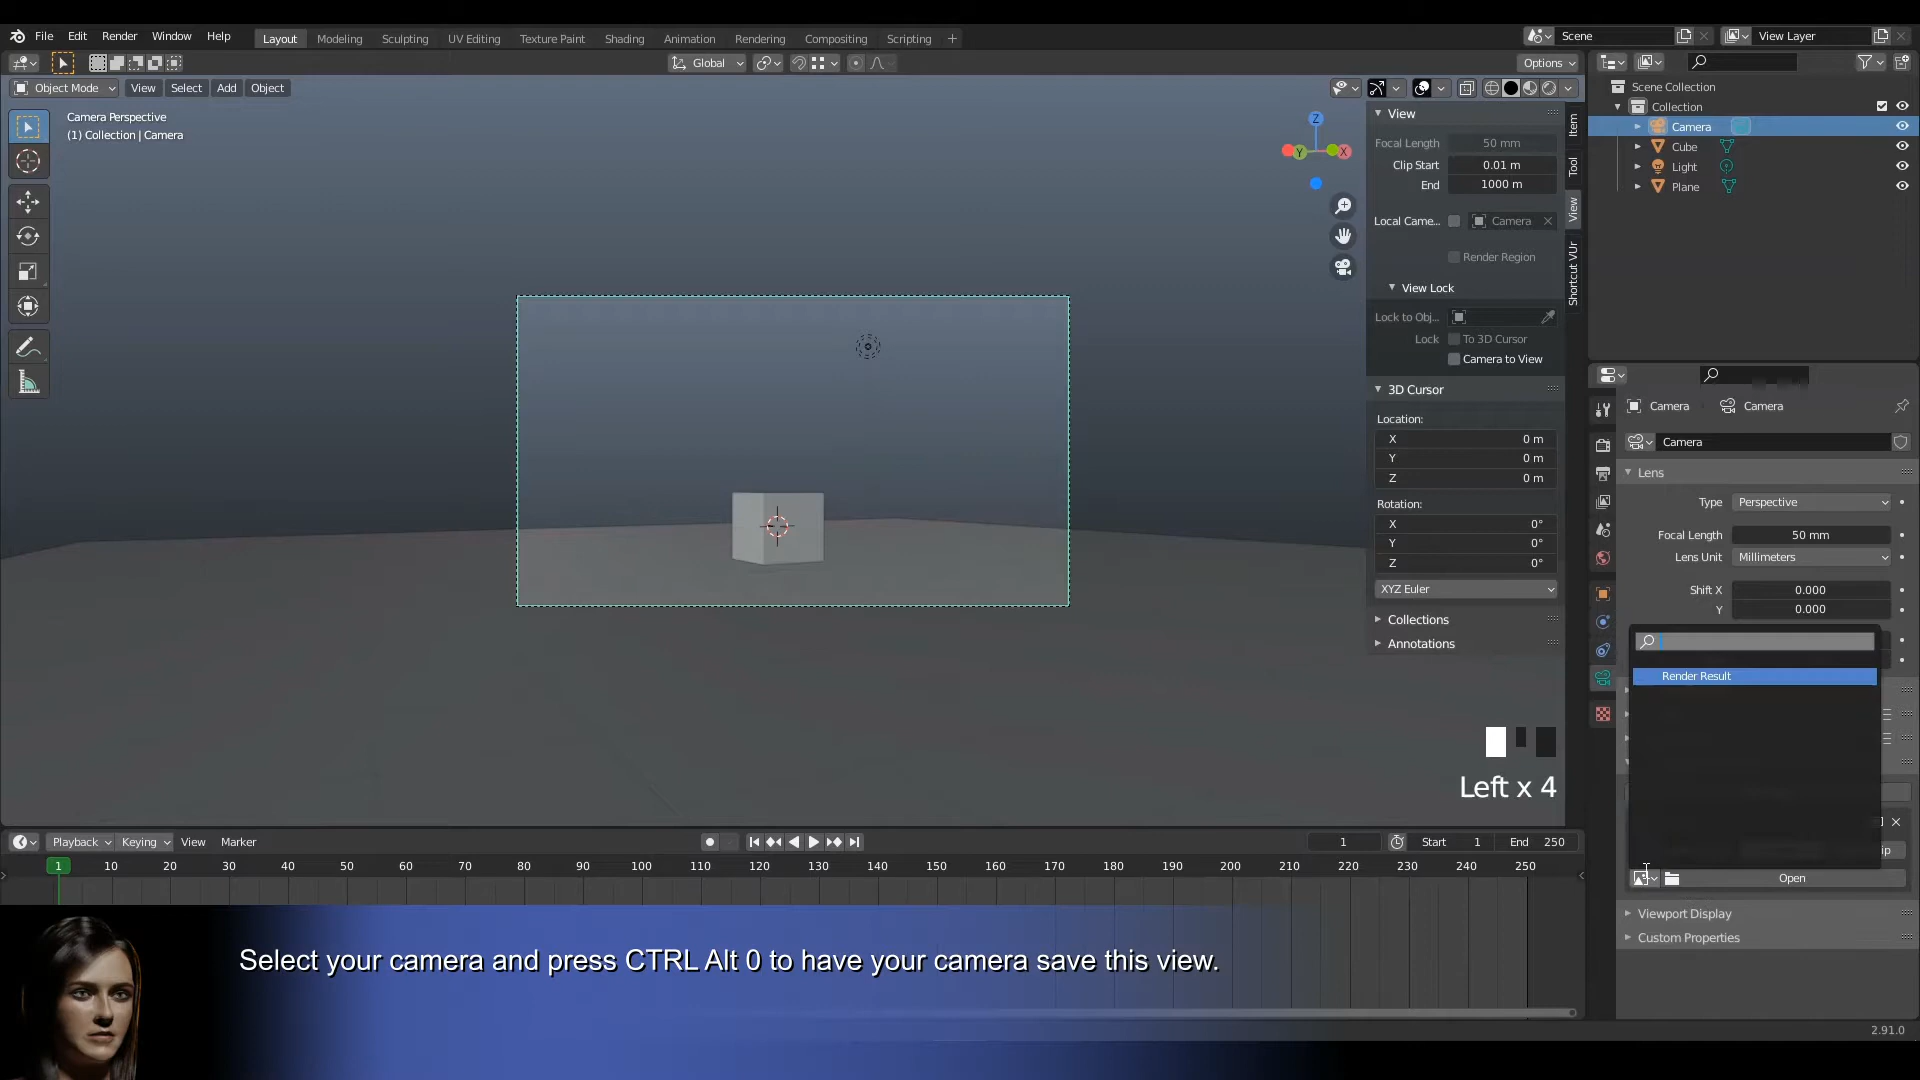 File Edit Render Window Help
Layout Modeling Sculpting UV Editing Texture Paint Shading Animation Rendering Compositing Scripting +
Scene
View Layer
Global
Options
Object Mode View Select Add Object
Camera Perspective
(1) Collection | Camera
Z
Y
X
View
Focal Length 50 mm
Clip Start 0.01 m
End 1000 m
Local Came... Camera
Render Region
View Lock
Lock to Obj...
Lock To 3D Cursor
Camera to View
3D Cursor
Location:
X 0 m
Y 0 m
Z 0 m
Rotation:
X 0°
Y 0°
Z 0°
XYZ Euler
Collections
Annotations
Item
Tool
View
Shortcut VUr
Scene Collection
Collection
Camera
Cube
Light
Plane
Camera Camera
Camera
Lens
Type Perspective
Focal Length 50 mm
Lens Unit Millimeters
Shift X 0.000
Y 0.000
Render Result
ip
Open
Viewport Display
Custom Properties
Left x 4
Playback Keying View Marker
1 Start 1 End 250
1 10 20 30 40 50 60 70 80 90 100 110 120 130 140 150 160 170 180 190 200 210 220 230 240 250
Select your camera and press CTRL Alt 0 to have your camera save this view.
2.91.0